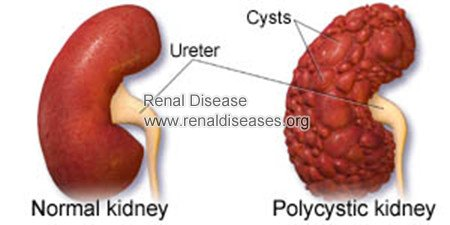 Cysts
Ureter
Renal Disease
www.renaldiseases.org
Normal kidney
Polycystic kidney